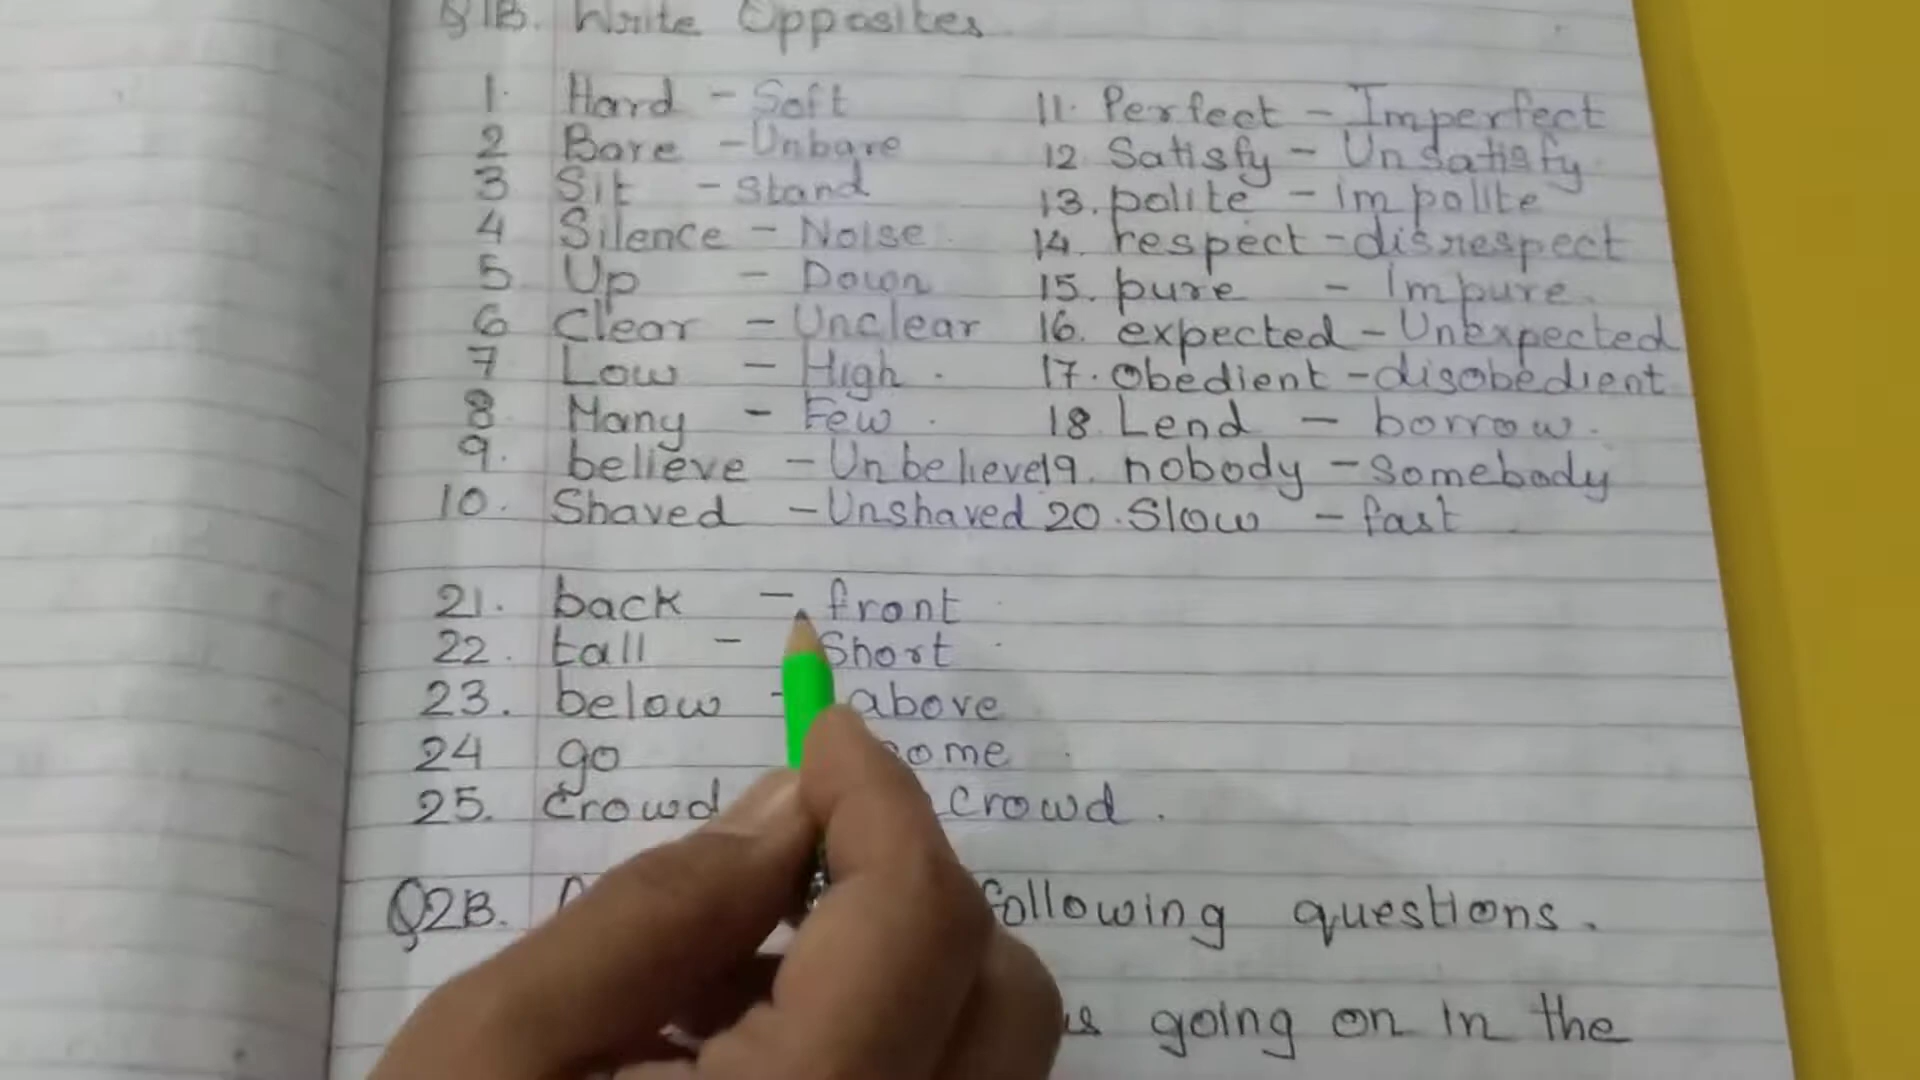 Q1B. Write Opposites
1. Hard - Soft
2 Bare - Unbare
3 Sit - Stand
4 Silence - Noise.
5 Up - Down
6 Clear - Unclear
7 Low - High.
8 Many - Few.
9. believe - Unbelieve
10. Shaved - Unshaved
11. Perfect - Imperfect
12 Satisfy - Unsatisfy.
13. polite - impolite
14. respect - disrespect
15. pure - Impure.
16. expected - Unexpected
17. obedient - disobedient
18. Lend - borrow.
19. nobody - somebody
20. Slow - fast
21. back - front
22. tall - Short
23. below - above
24 go ome
25. Crowd Crowd.
Q2B. following questions.
going on in the